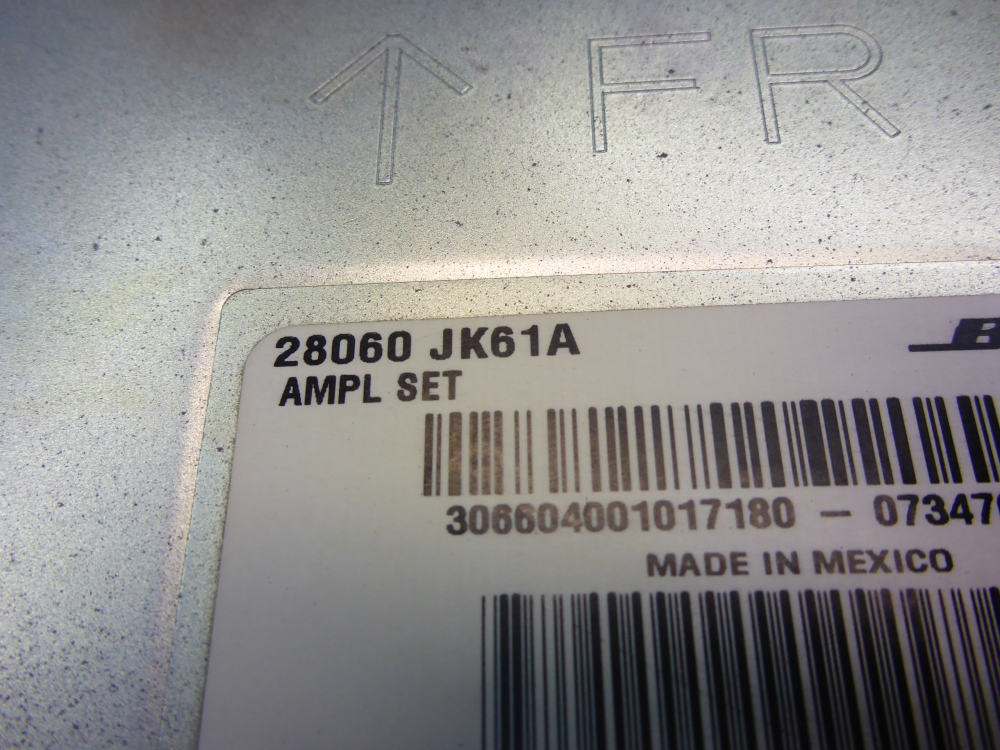 ↑ FR
28060 JK61A
AMPL SET
306604001017180 – 07347
MADE IN MEXICO